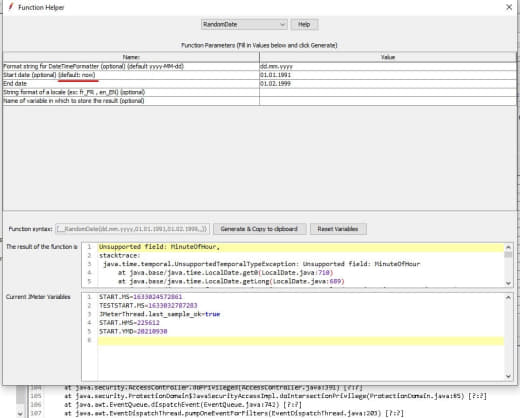 Function Helper
RandomDate
Help
Function Parameters (Fill in Values below and click Generate)
Name:
Value
Format string for DateTimeFormatter (optional) (default yyyy-MM-dd)
dd.mm.yyyy
Start date (optional) (default: now)
01.01.1991
End date
01.02.1999
String format of a locale (ex: fr_FR , en_EN) (optional)
Name of variable in which to store the result (optional)
Function syntax:
${__RandomDate(dd.mm.yyyy,01.01.1991,01.02.1999,,)}
Generate & Copy to clipboard
Reset Variables
The result of the function is
1 Unsupported field: MinuteOfHour,
2 stacktrace:
3 java.time.temporal.UnsupportedTemporalTypeException: Unsupported field: MinuteOfHour
4 at java.base/java.time.LocalDate.get0(LocalDate.java:710)
5 at java.base/java.time.LocalDate.getLong(LocalDate.java:689)
Current JMeter Variables
1 START.MS=1633024572861
2 TESTSTART.MS=1633032787283
3 JMeterThread.last_sample_ok=true
4 START.HMS=225612
5 START.YMD=20210930
6
104 at java.security.AccessController.doPrivileged(AccessController.java:391) [?:?]
105 at java.security.ProtectionDomain$JavaSecurityAccessImpl.doIntersectionPrivilege(ProtectionDomain.java:85) [?:?]
106 at java.awt.EventQueue.dispatchEvent(EventQueue.java:742) [?:?]
107 at java.awt.EventDispatchThread.pumpOneEventForFilters(EventDispatchThread.java:203) [?:?]